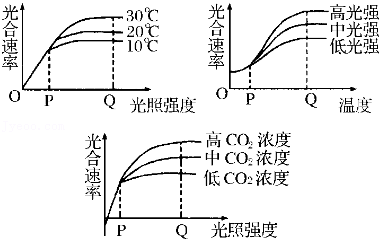 光合速率
30℃
20℃
10℃
O
P
Q
光照强度
光合速率
高光强
中光强
低光强
O
P
Q
温度
光合速率
高CO₂浓度
中CO₂浓度
低CO₂浓度
P
Q
光照强度